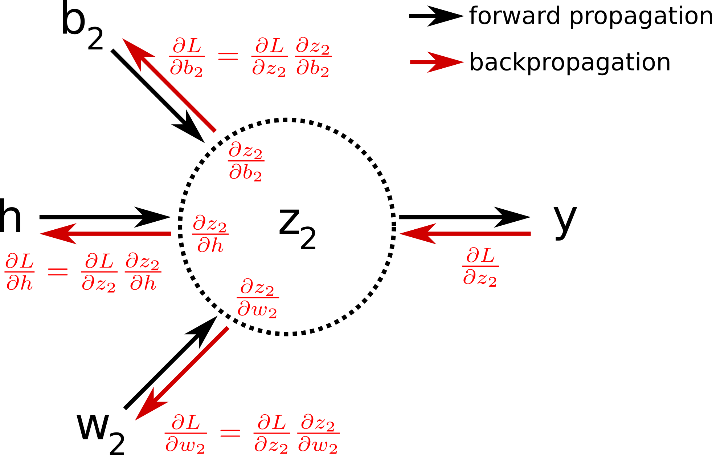 b₂
∂L/∂b₂ = ∂L/∂z₂ ∂z₂/∂b₂
forward propagation
backpropagation
∂z₂/∂b₂
h
∂z₂/∂h
z₂
y
∂L/∂h = ∂L/∂z₂ ∂z₂/∂h
∂L/∂z₂
∂z₂/∂w₂
w₂
∂L/∂w₂ = ∂L/∂z₂ ∂z₂/∂w₂